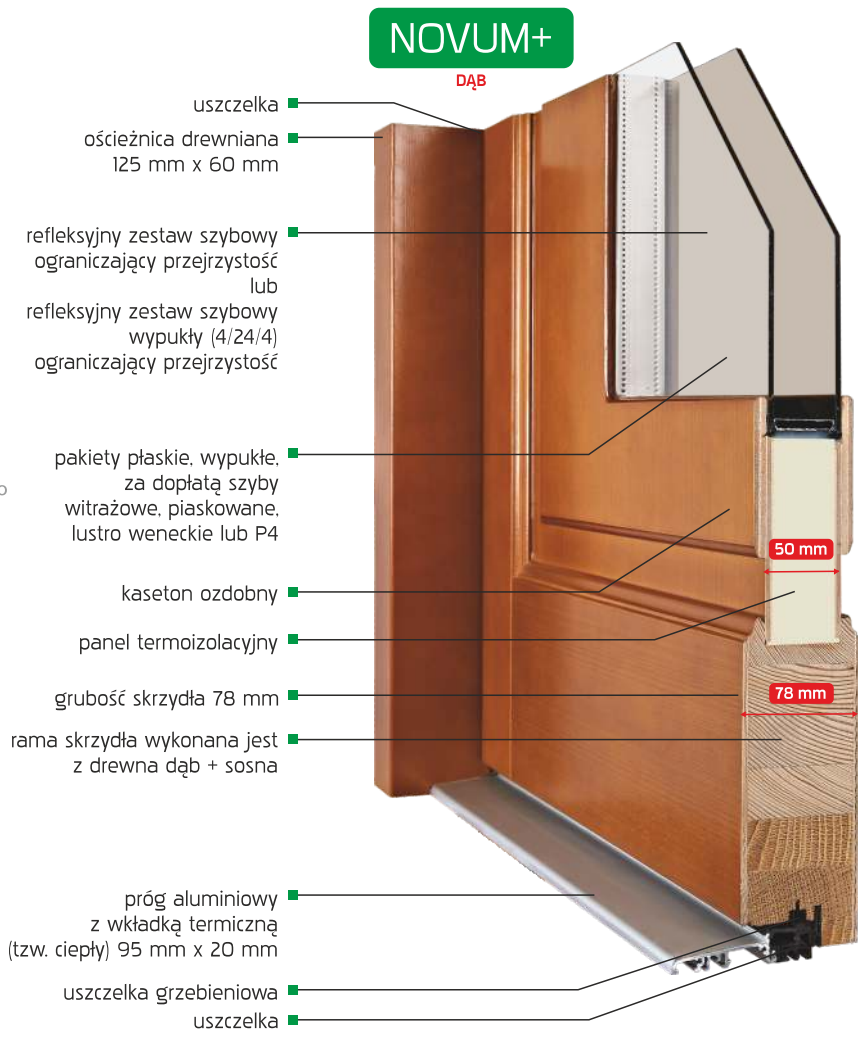 NOVUM+
DĄB
uszczelka
ościeżnica drewniana
125 mm x 60 mm
refleksyjny zestaw szybowy
ograniczający przejrzystość
lub
refleksyjny zestaw szybowy
wypukły (4/24/4)
ograniczający przejrzystość
pakiety płaskie, wypukłe,
za dopłatą szyby
witrażowe, piaskowane,
lustro weneckie lub P4
o
50 mm
kaseton ozdobny
panel termoizolacyjny
grubość skrzydła 78 mm
78 mm
rama skrzydła wykonana jest
z drewna dąb + sosna
próg aluminiowy
z wkładką termiczną
(tzw. ciepły) 95 mm x 20 mm
uszczelka grzebieniowa
uszczelka